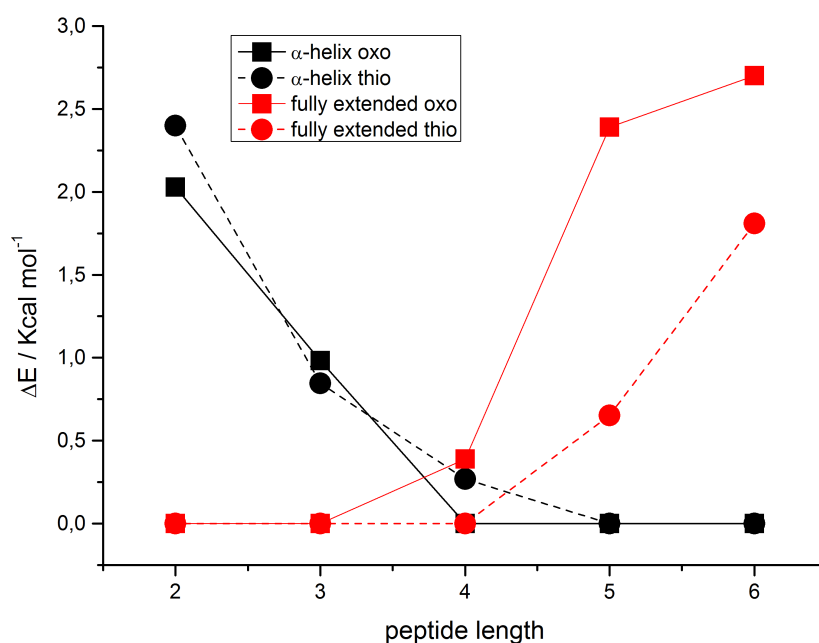 3,0
2,5
2,0
1,5
1,0
0,5
0,0
ΔE / Kcal mol⁻¹
α-helix oxo
α-helix thio
fully extended oxo
fully extended thio
2 3 4 5 6
peptide length